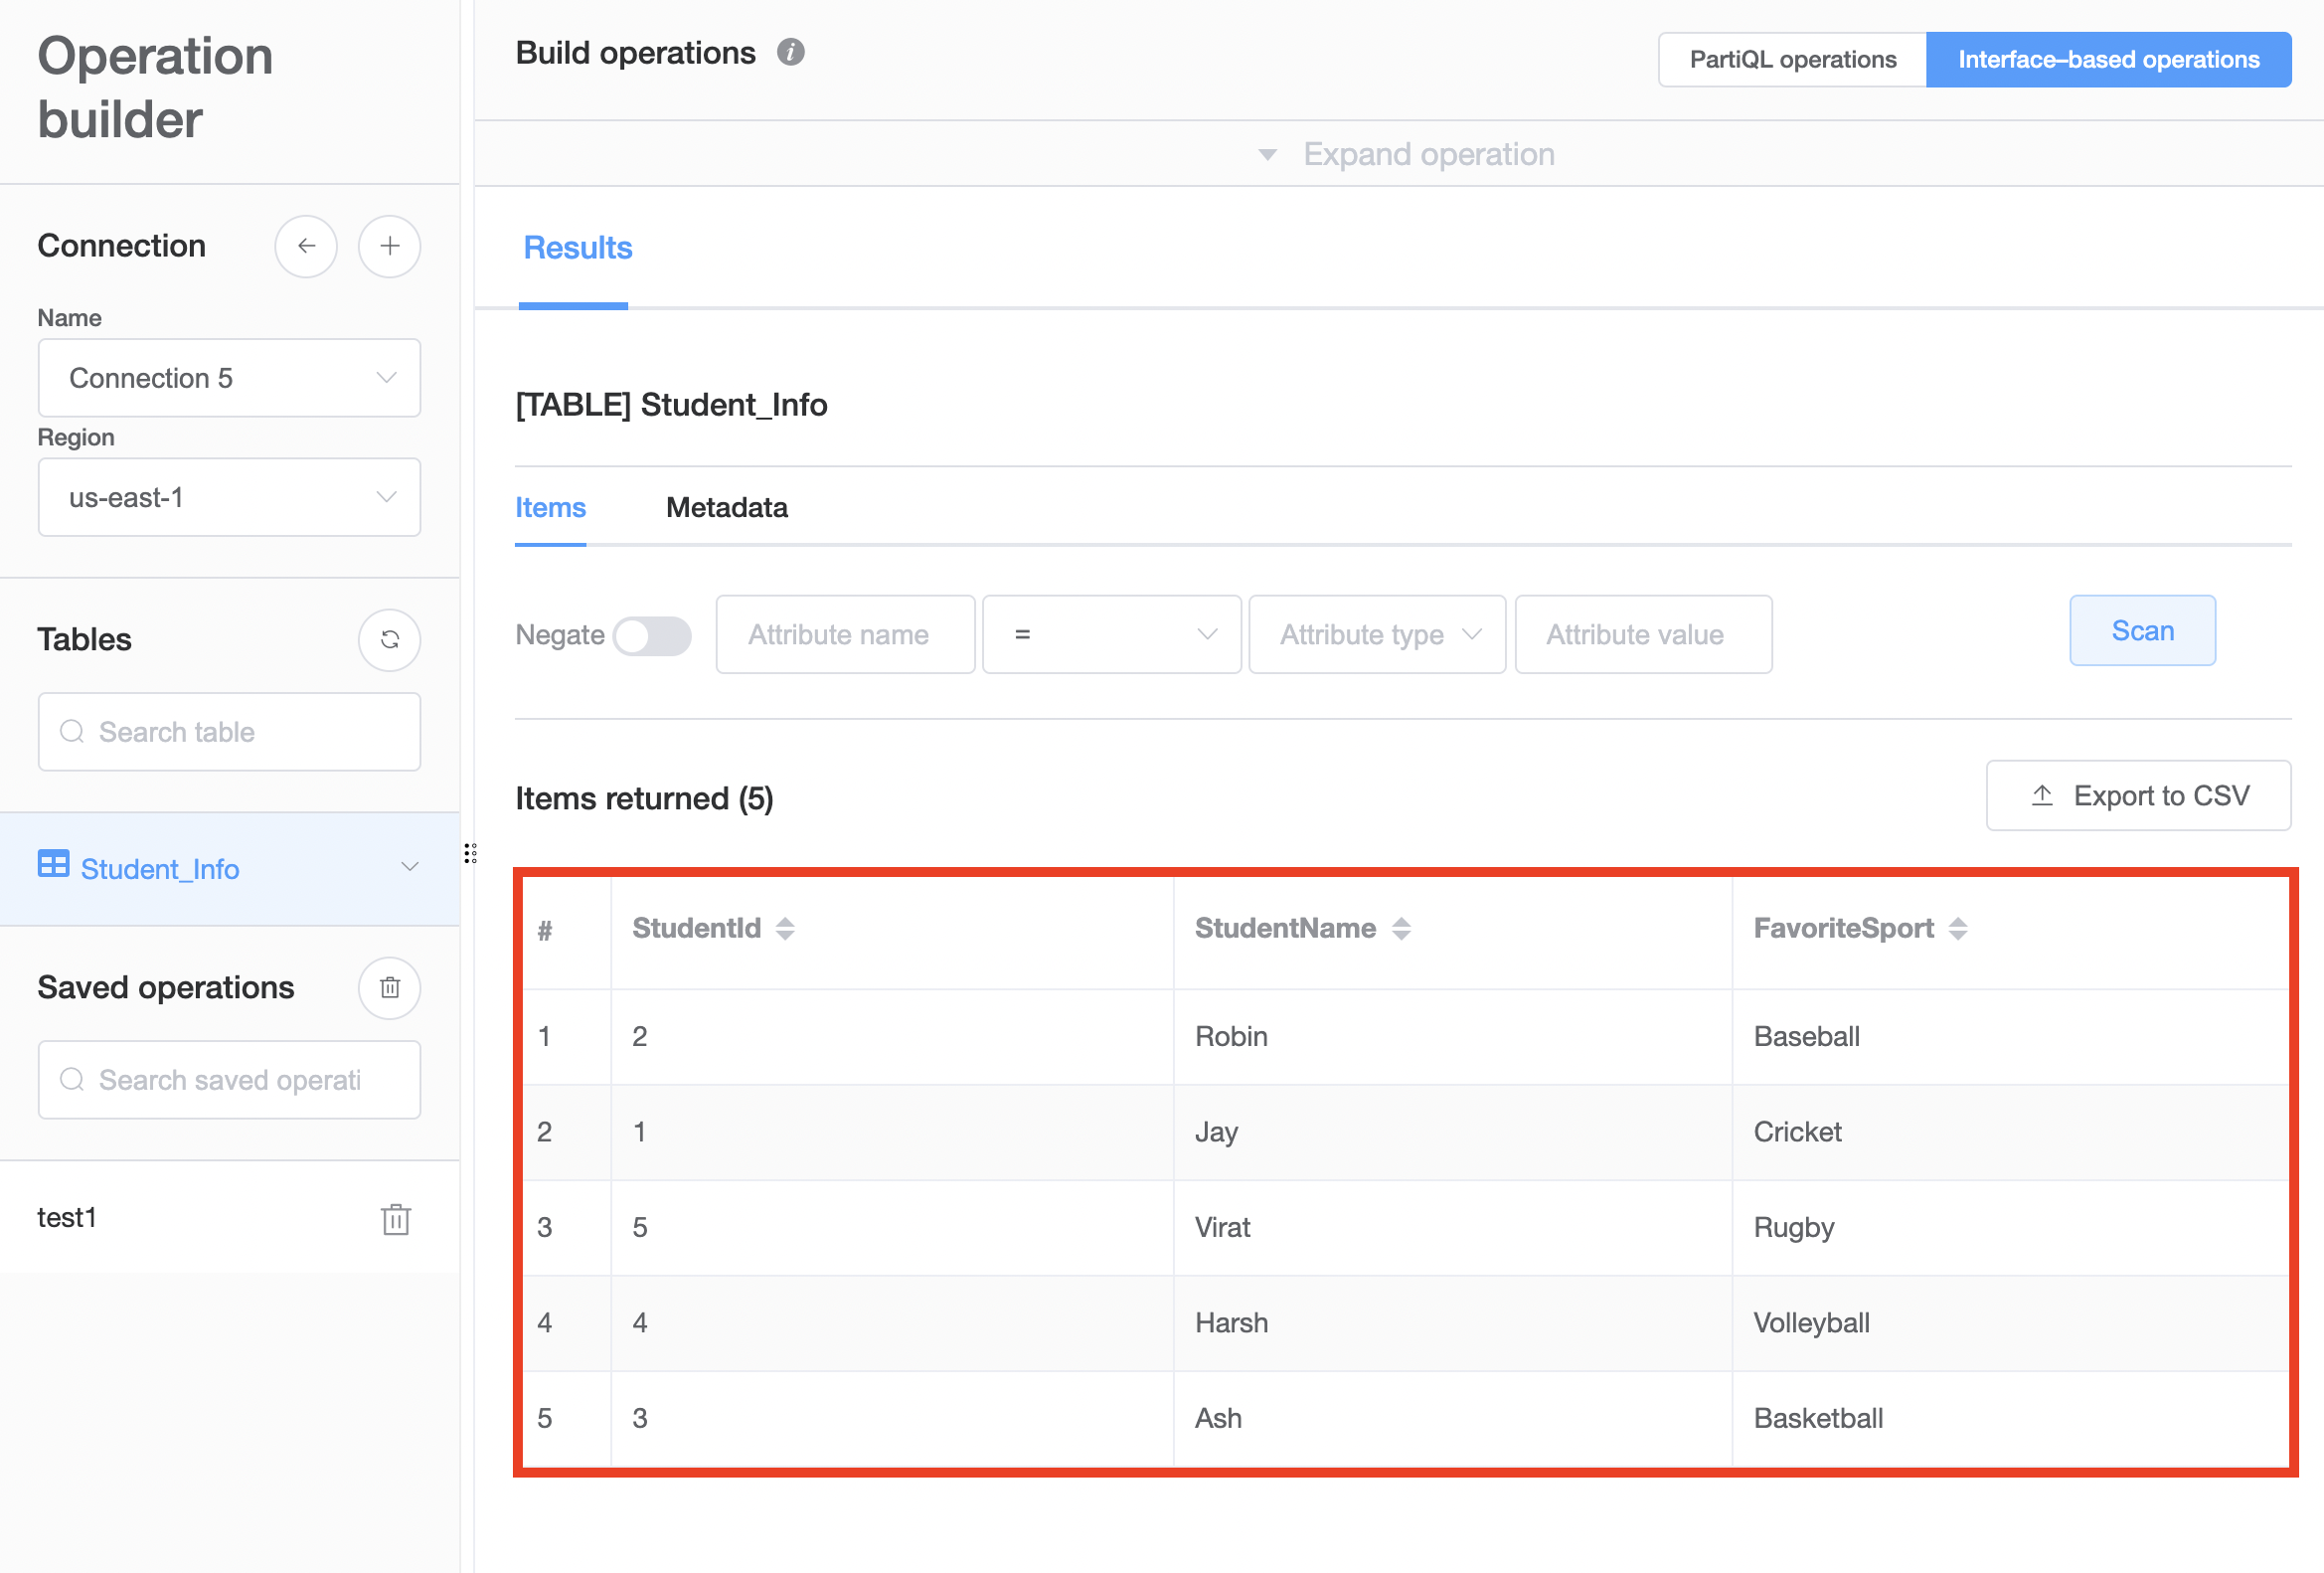 Operation
builder
Connection
Name
Connection 5
Region
us-east-1
Tables
Search table
Student_Info
Saved operations
Search saved operati
test1
Build operations
PartiQL operations
Interface-based operations
Expand operation
Results
[TABLE] Student_Info
Items Metadata
Negate Attribute name = Attribute type Attribute value Scan
Items returned (5)
Export to CSV
# StudentId StudentName FavoriteSport
1 2 Robin Baseball
2 1 Jay Cricket
3 5 Virat Rugby
4 4 Harsh Volleyball
5 3 Ash Basketball